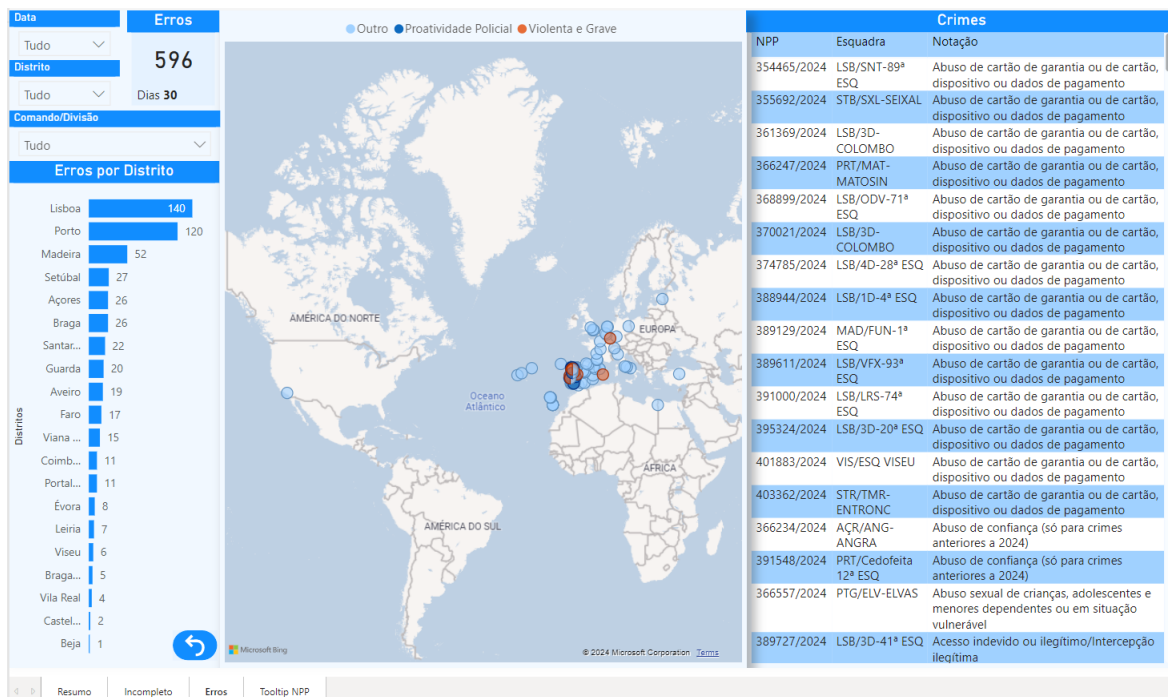 Data
Tudo
Distrito
Tudo
Comando/Divisão
Tudo
Erros
596
Dias 30
Erros por Distrito
Distritos
Lisboa 140
Porto 120
Madeira 52
Setúbal 27
Açores 26
Braga 26
Santar... 22
Guarda 20
Aveiro 19
Faro 17
Viana ... 15
Coimb... 11
Portal... 11
Évora 8
Leiria 7
Viseu 6
Braga... 5
Vila Real 4
Castel... 2
Beja 1
Outro Proatividade Policial Violenta e Grave
AMÉRICA DO NORTE
EUROPA
Oceano
Atlântico
ÁFRICA
AMÉRICA DO SUL
Microsoft Bing
© 2024 Microsoft Corporation Terms
Crimes
NPP Esquadra Notação
354465/2024 LSB/SNT-89ª Abuso de cartão de garantia ou de cartão,
ESQ dispositivo ou dados de pagamento
355692/2024 STB/SXL-SEIXAL Abuso de cartão de garantia ou de cartão,
dispositivo ou dados de pagamento
361369/2024 LSB/3D- Abuso de cartão de garantia ou de cartão,
COLOMBO dispositivo ou dados de pagamento
366247/2024 PRT/MAT- Abuso de cartão de garantia ou de cartão,
MATOSIN dispositivo ou dados de pagamento
368899/2024 LSB/ODV-71ª Abuso de cartão de garantia ou de cartão,
ESQ dispositivo ou dados de pagamento
370021/2024 LSB/3D- Abuso de cartão de garantia ou de cartão,
COLOMBO dispositivo ou dados de pagamento
374785/2024 LSB/4D-28ª ESQ Abuso de cartão de garantia ou de cartão,
dispositivo ou dados de pagamento
388944/2024 LSB/1D-4ª ESQ Abuso de cartão de garantia ou de cartão,
dispositivo ou dados de pagamento
389129/2024 MAD/FUN-1ª Abuso de cartão de garantia ou de cartão,
ESQ dispositivo ou dados de pagamento
389611/2024 LSB/VFX-93ª Abuso de cartão de garantia ou de cartão,
ESQ dispositivo ou dados de pagamento
391000/2024 LSB/LRS-74ª Abuso de cartão de garantia ou de cartão,
ESQ dispositivo ou dados de pagamento
395324/2024 LSB/3D-20ª ESQ Abuso de cartão de garantia ou de cartão,
dispositivo ou dados de pagamento
401883/2024 VIS/ESQ VISEU Abuso de cartão de garantia ou de cartão,
dispositivo ou dados de pagamento
403362/2024 STR/TMR- Abuso de cartão de garantia ou de cartão,
ENTRONC dispositivo ou dados de pagamento
366234/2024 AÇR/ANG- Abuso de confiança (só para crimes
ANGRA anteriores a 2024)
391548/2024 PRT/Cedofeita Abuso de confiança (só para crimes
12ª ESQ anteriores a 2024)
366557/2024 PTG/ELV-ELVAS Abuso sexual de crianças, adolescentes e
menores dependentes ou em situação
vulnerável
389727/2024 LSB/3D-41ª ESQ Acesso indevido ou ilegítimo/Intercepção
ilegítima
Resumo Incompleto Erros Tooltip NPP